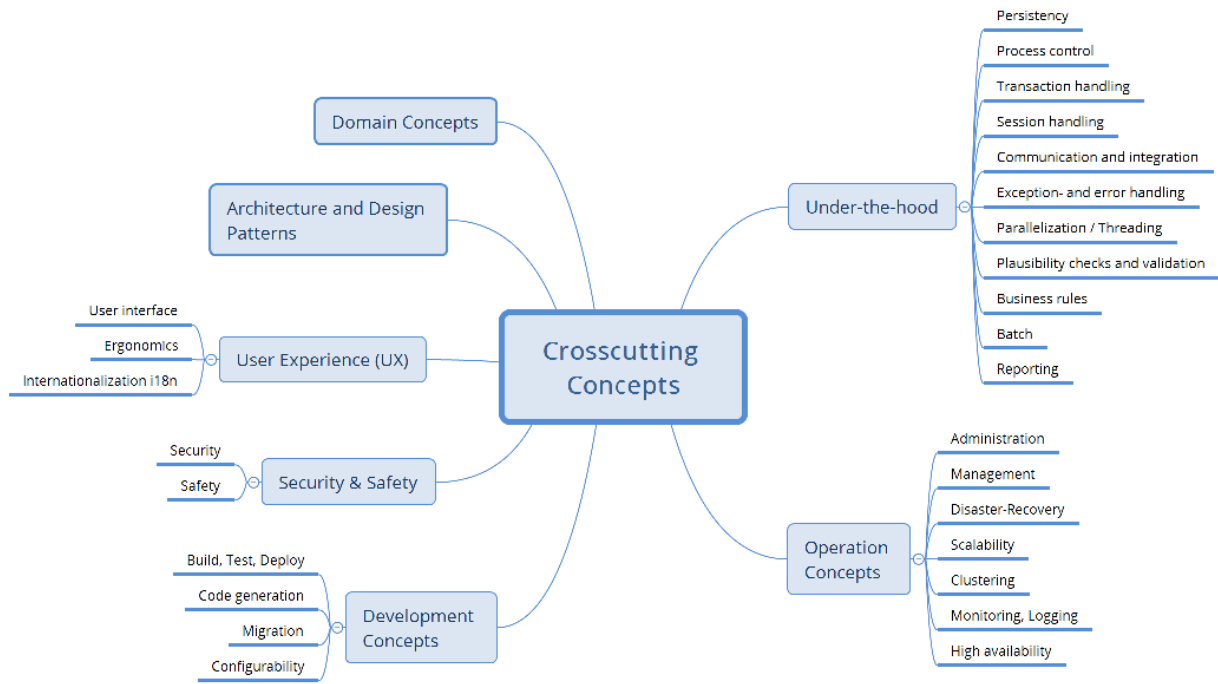 Crosscutting
Concepts
Domain Concepts
Architecture and Design
Patterns
User Experience (UX)
User interface
Ergonomics
Internationalization i18n
Security & Safety
Security
Safety
Development
Concepts
Build, Test, Deploy
Code generation
Migration
Configurability
Under-the-hood
Persistency
Process control
Transaction handling
Session handling
Communication and integration
Exception- and error handling
Parallelization / Threading
Plausibility checks and validation
Business rules
Batch
Reporting
Operation
Concepts
Administration
Management
Disaster-Recovery
Scalability
Clustering
Monitoring, Logging
High availability